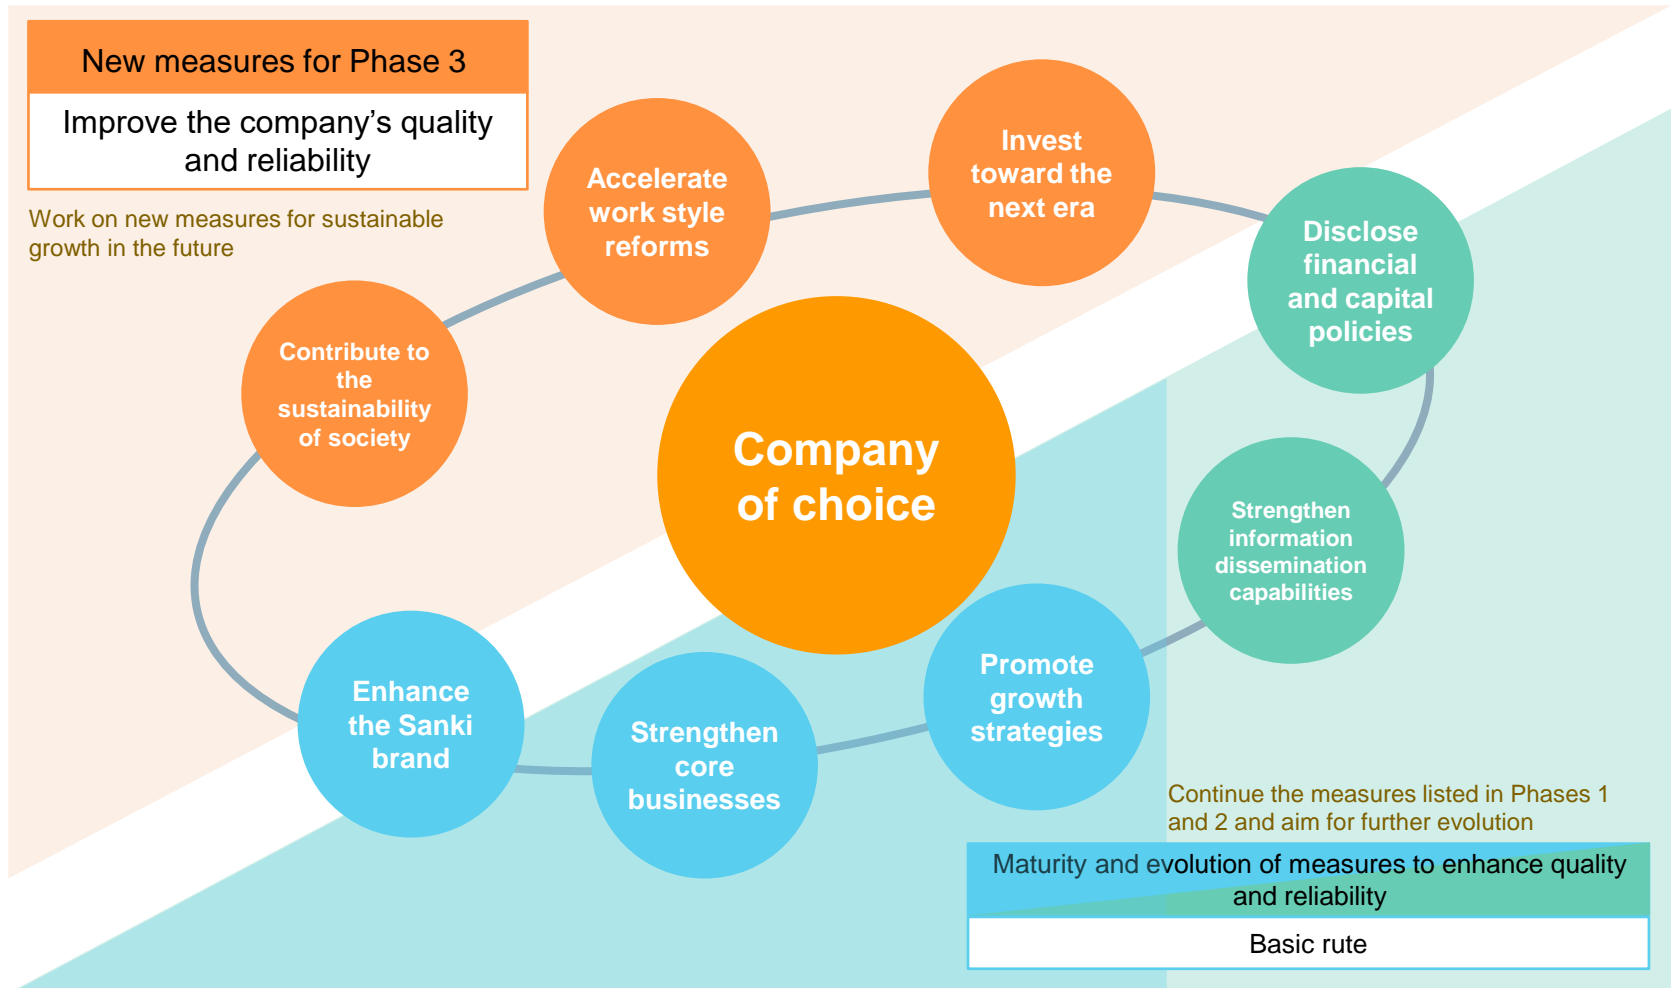 New measures for Phase 3
Improve the company’s quality
and reliability
Work on new measures for sustainable
growth in the future
Accelerate
work style
reforms
Invest
toward the
next era
Disclose
financial
and capital
policies
Contribute to
the
sustainability
of society
Company
of choice
Strengthen
information
dissemination
capabilities
Enhance
the Sanki
brand
Strengthen
core
businesses
Promote
growth
strategies
Continue the measures listed in Phases 1
and 2 and aim for further evolution
Maturity and evolution of measures to enhance quality
and reliability
Basic rute